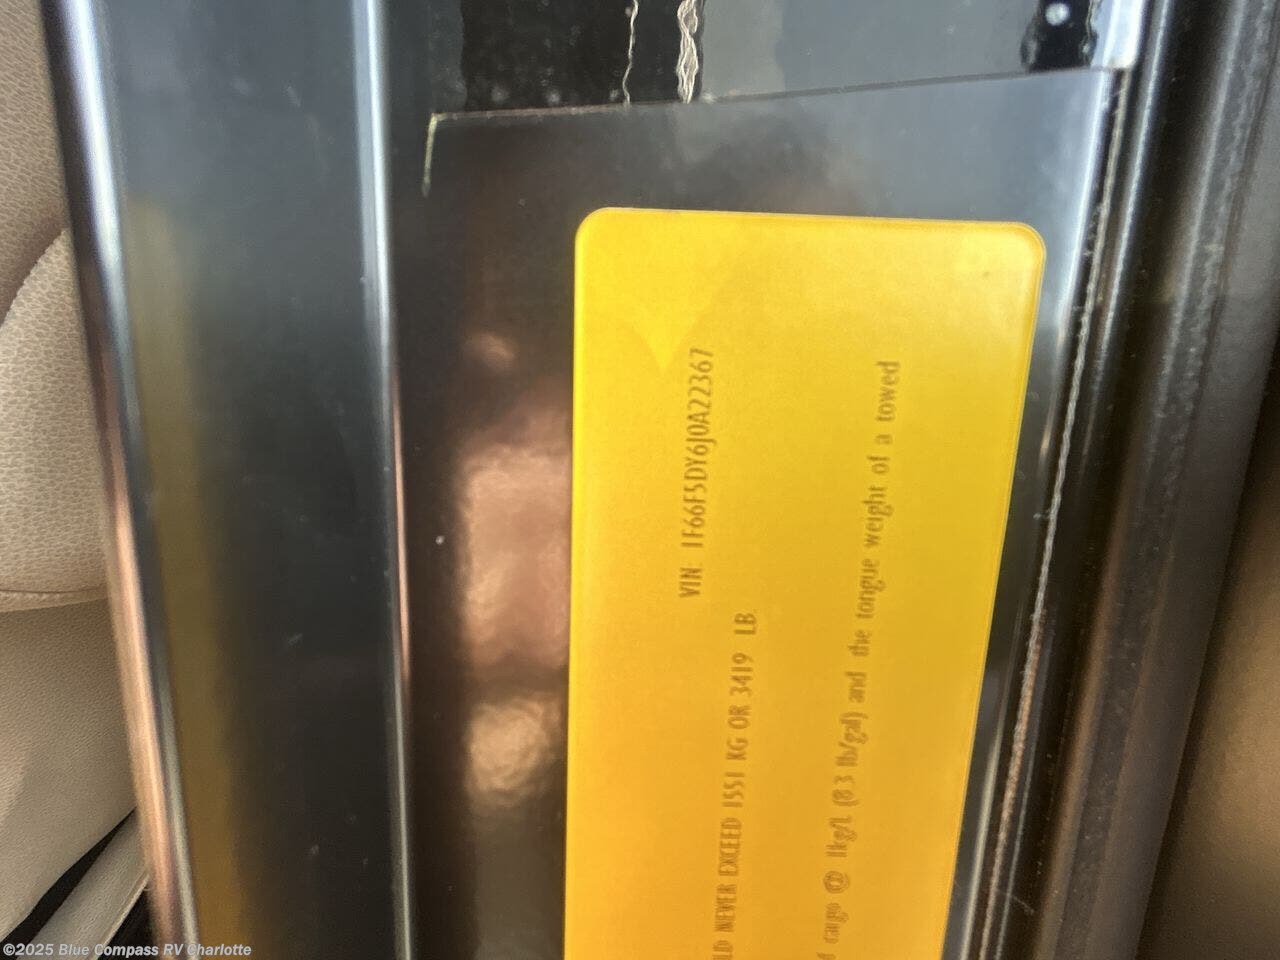 VIN: 1F66F5DY6J0A22367
LD NEVER EXCEED 1551 KG OR 3419 LB
cargo @ 1kg/L (8.3 lb/gal) and the tongue weight of a towed
©2025 Blue Compass RV Charlotte